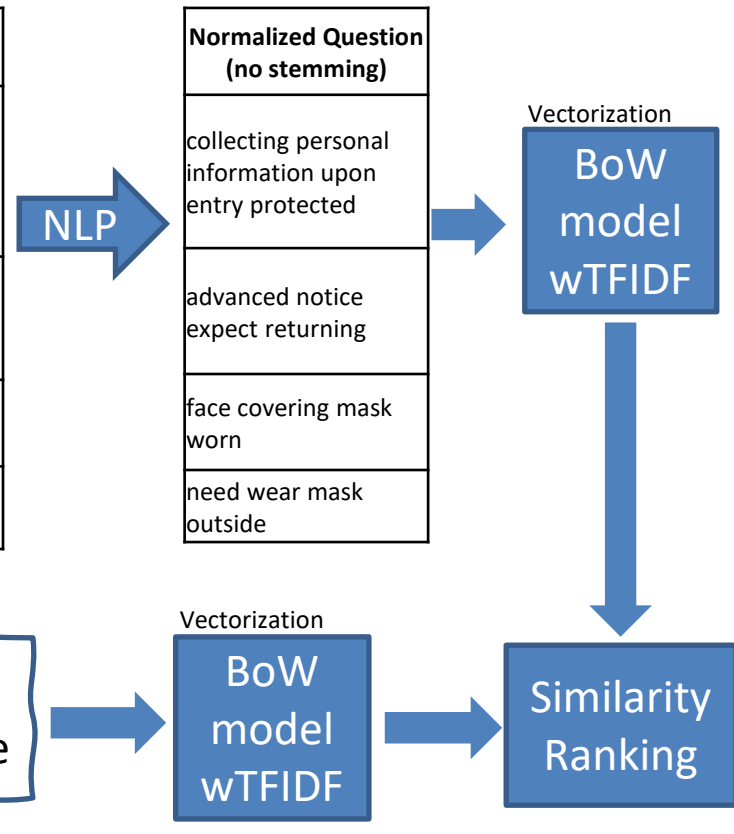 Normalized Question
(no stemming)
collecting personal
information upon
entry protected
advanced notice
expect returning
face covering mask
worn
need wear mask
outside
NLP
Vectorization
BoW
model
wTFIDF
Vectorization
BoW
model
wTFIDF
Similarity
Ranking
e